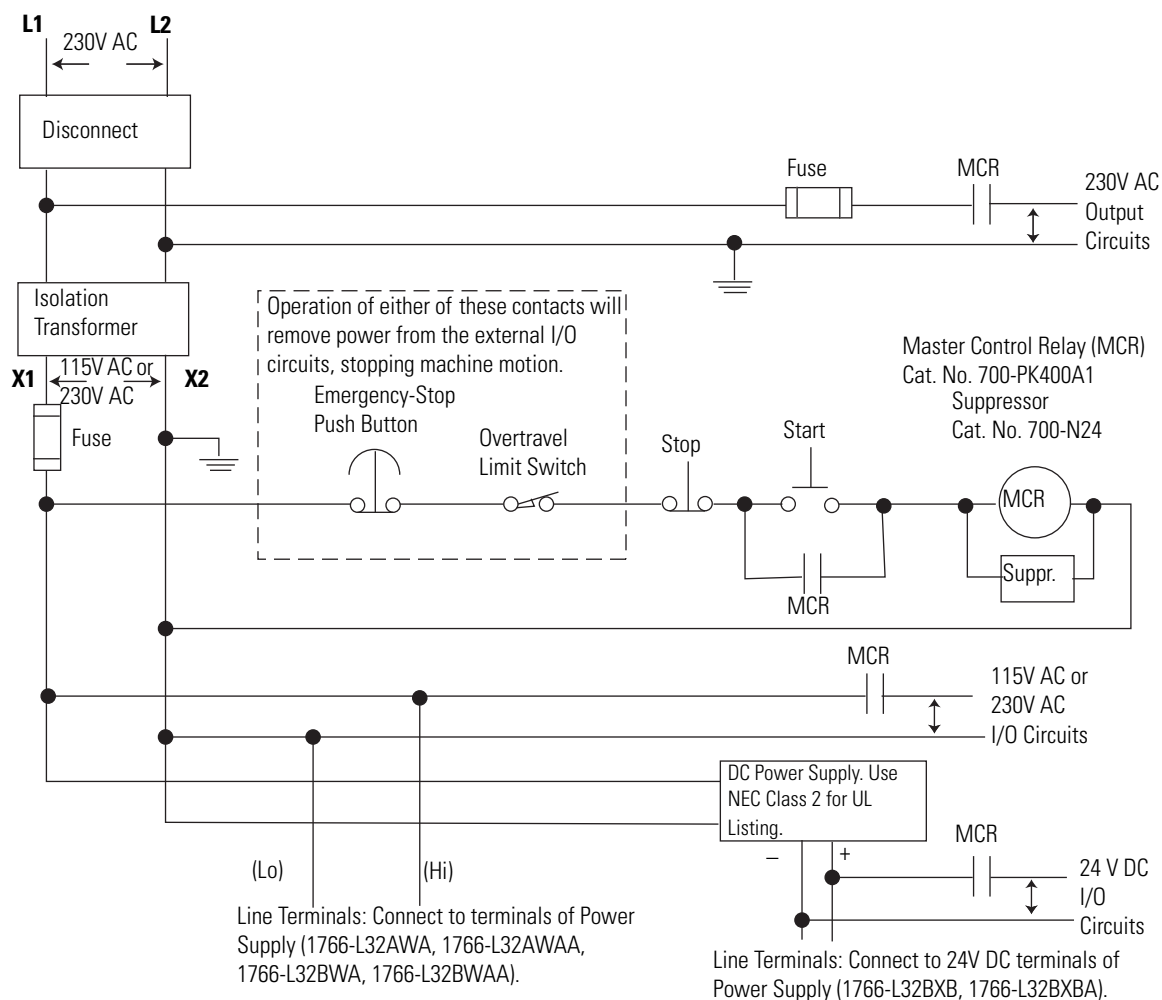 L1
L2
230V AC
Disconnect
Fuse
MCR
230V AC
Output
Circuits
Isolation
Transformer
Operation of either of these contacts will
remove power from the external I/O
circuits, stopping machine motion.
X1
115V AC or
230V AC
X2
Fuse
Emergency-Stop
Push Button
Overtravel
Limit Switch
Stop
Start
Master Control Relay (MCR)
Cat. No. 700-PK400A1
Suppressor
Cat. No. 700-N24
MCR
Suppr.
MCR
MCR
115V AC or
230V AC
I/O Circuits
DC Power Supply. Use
NEC Class 2 for UL
Listing.
– +
MCR
24 V DC
I/O
Circuits
(Lo)
(Hi)
Line Terminals: Connect to terminals of Power
Supply (1766-L32AWA, 1766-L32AWAA,
1766-L32BWA, 1766-L32BWAA).
Line Terminals: Connect to 24V DC terminals of
Power Supply (1766-L32BXB, 1766-L32BXBA).